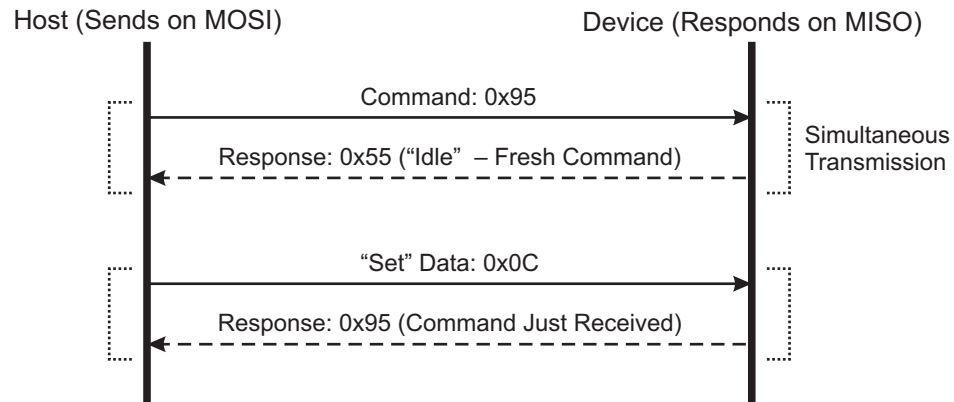 Host (Sends on MOSI)
Device (Responds on MISO)
Command: 0x95
Response: 0x55 (“Idle” – Fresh Command)
Simultaneous
Transmission
“Set” Data: 0x0C
Response: 0x95 (Command Just Received)